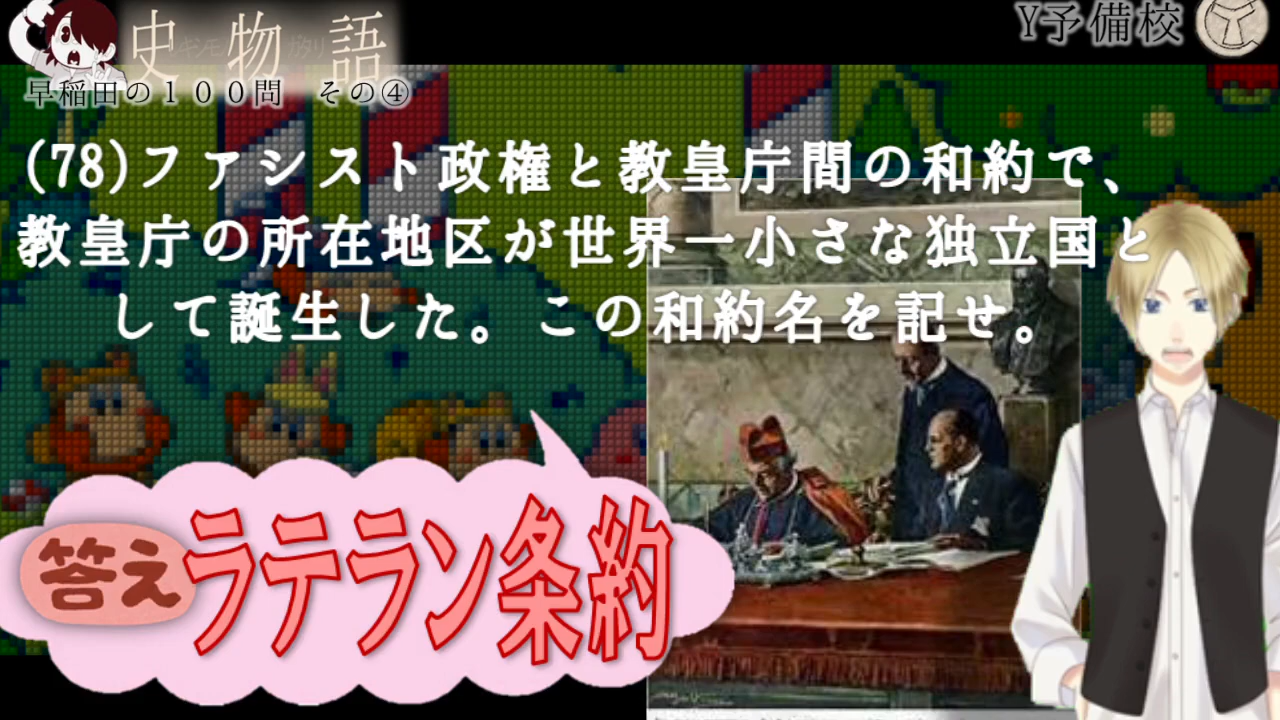 史物語
Y予備校
早稲田の１００問　その④
(78)ファシスト政権と教皇庁間の和約で、
教皇庁の所在地区が世界一小さな独立国と
して誕生した。この和約名を記せ。
答え ラテラン条約